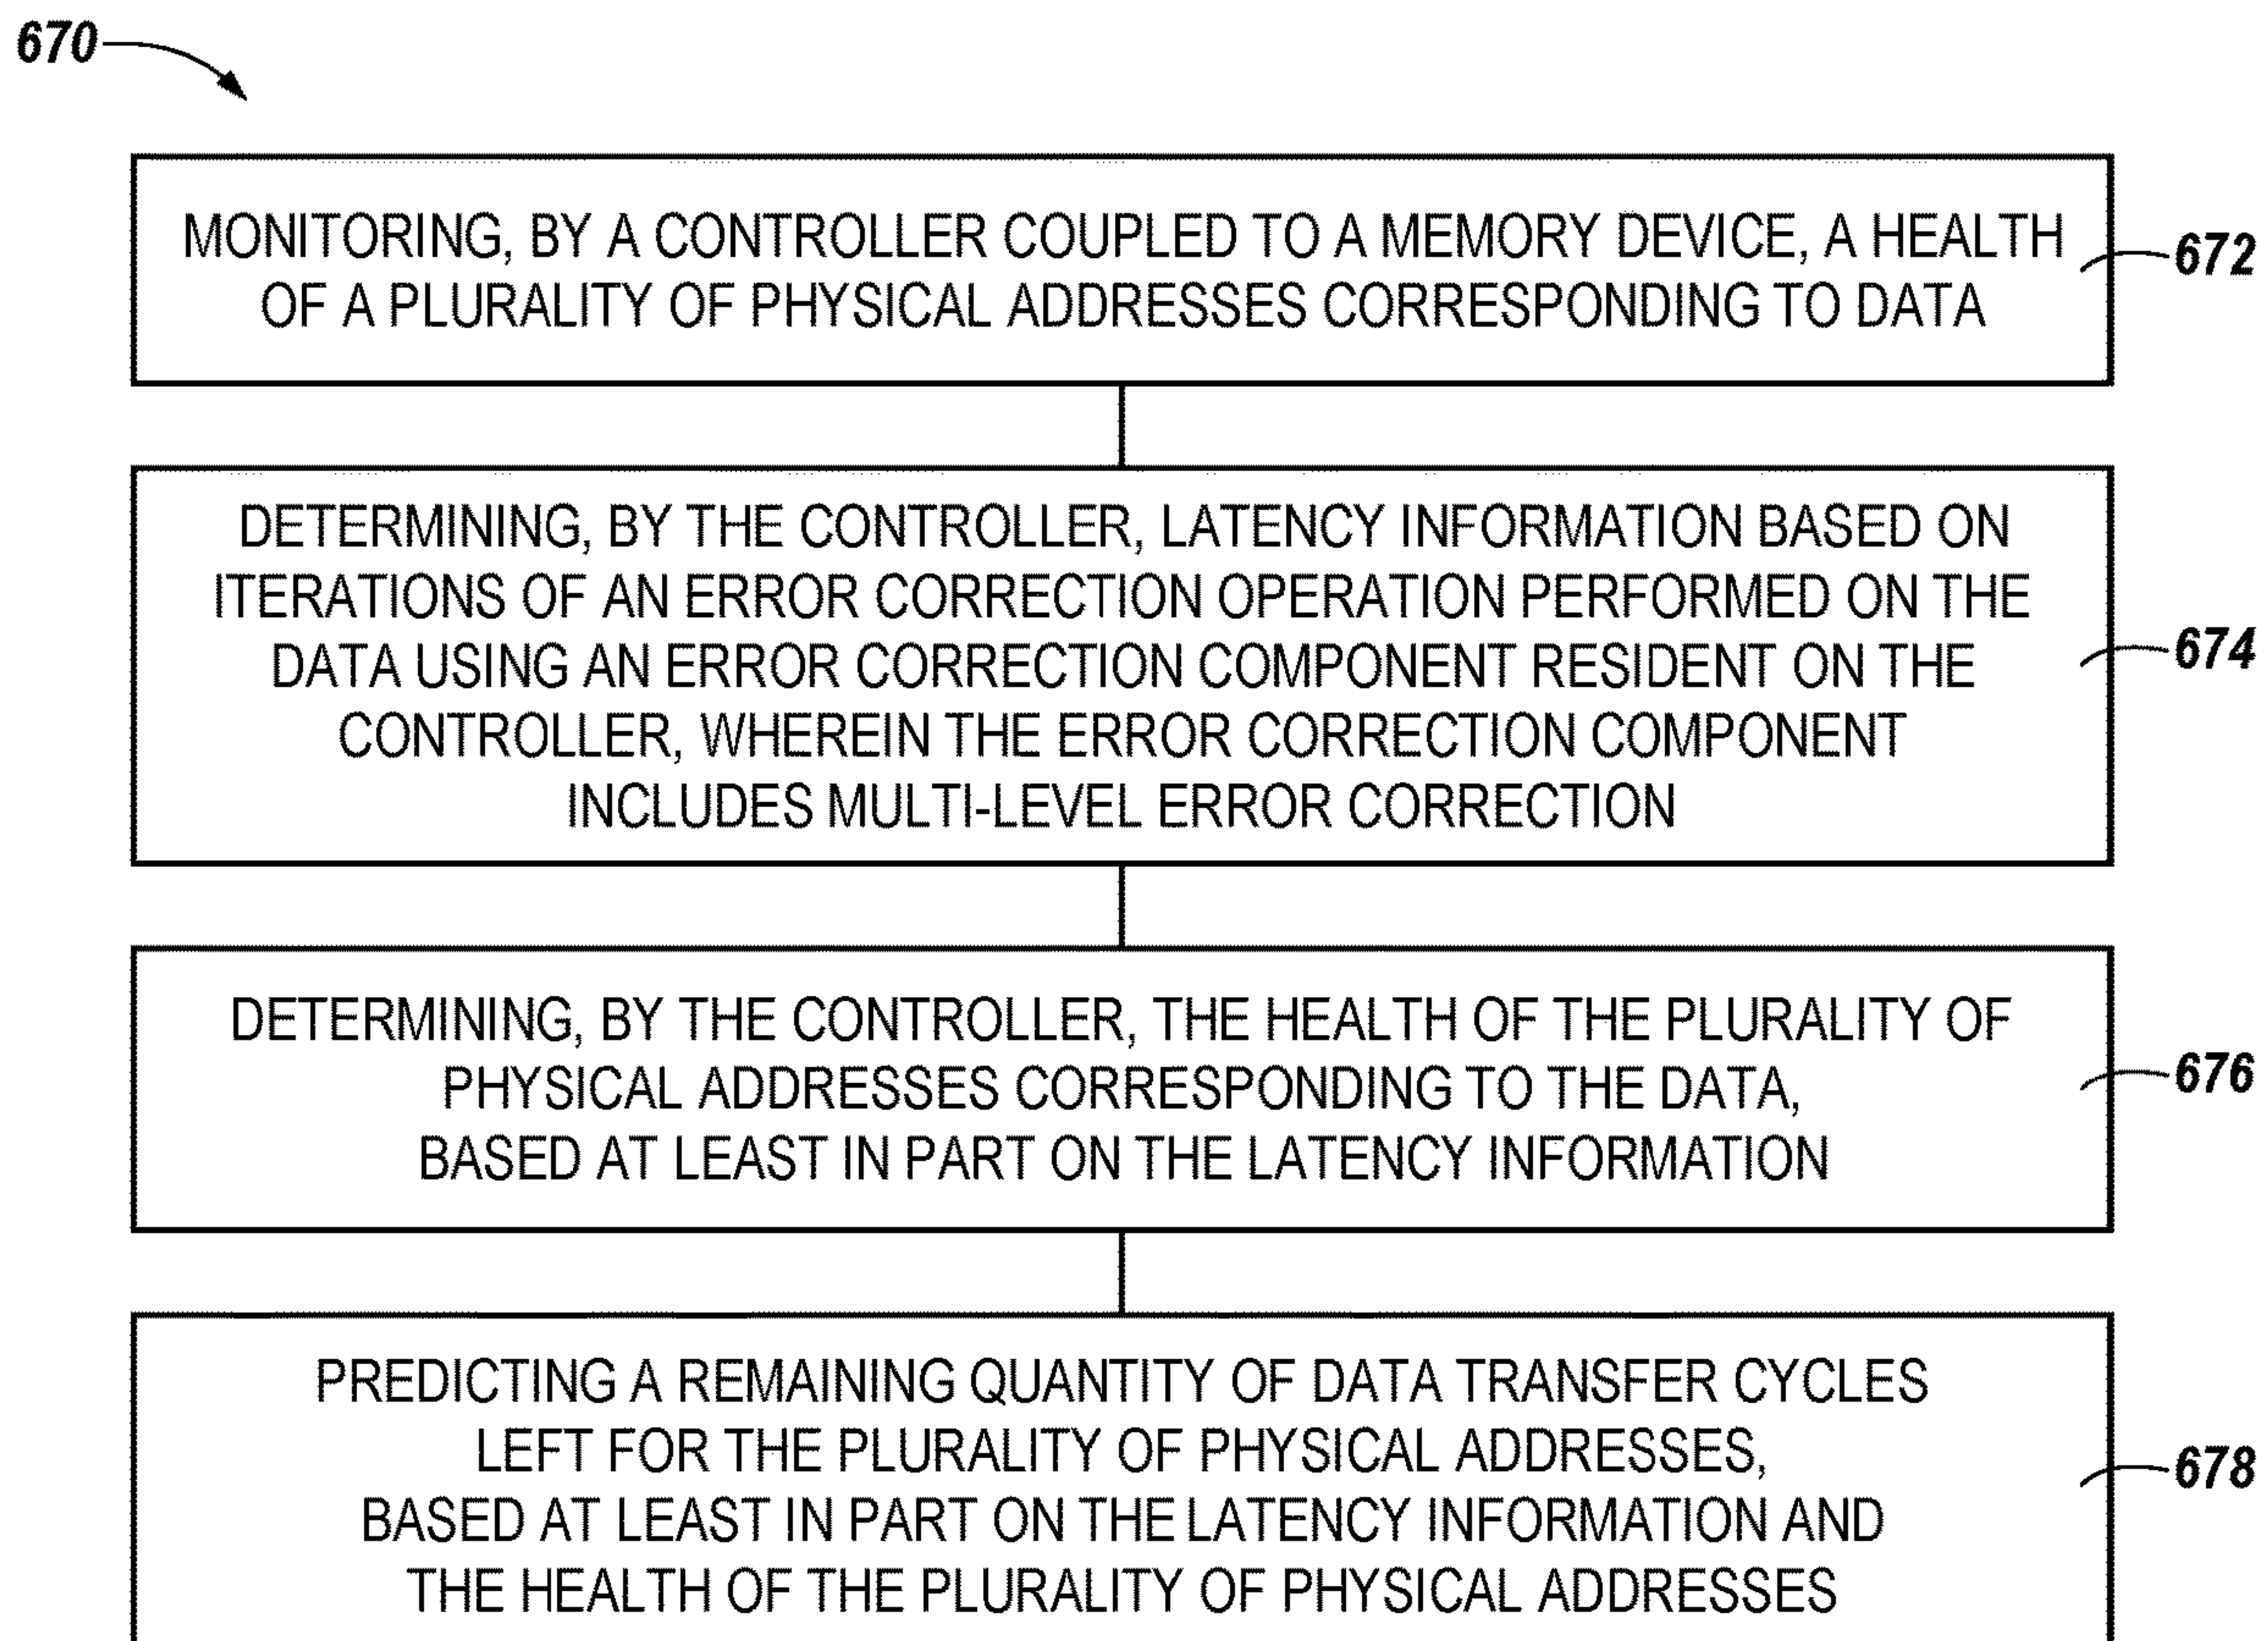 670
MONITORING, BY A CONTROLLER COUPLED TO A MEMORY DEVICE, A HEALTH
OF A PLURALITY OF PHYSICAL ADDRESSES CORRESPONDING TO DATA
672
DETERMINING, BY THE CONTROLLER, LATENCY INFORMATION BASED ON
ITERATIONS OF AN ERROR CORRECTION OPERATION PERFORMED ON THE
DATA USING AN ERROR CORRECTION COMPONENT RESIDENT ON THE
CONTROLLER, WHEREIN THE ERROR CORRECTION COMPONENT
INCLUDES MULTI-LEVEL ERROR CORRECTION
674
DETERMINING, BY THE CONTROLLER, THE HEALTH OF THE PLURALITY OF
PHYSICAL ADDRESSES CORRESPONDING TO THE DATA,
BASED AT LEAST IN PART ON THE LATENCY INFORMATION
676
PREDICTING A REMAINING QUANTITY OF DATA TRANSFER CYCLES
LEFT FOR THE PLURALITY OF PHYSICAL ADDRESSES,
BASED AT LEAST IN PART ON THE LATENCY INFORMATION AND
THE HEALTH OF THE PLURALITY OF PHYSICAL ADDRESSES
678